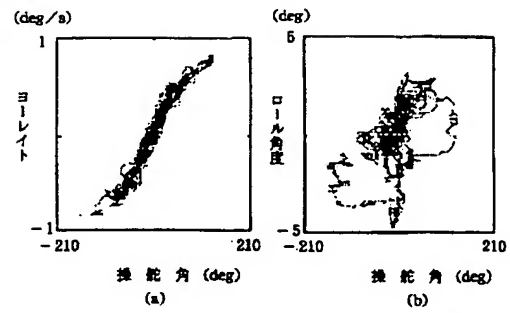 (deg/s)
1
ヨーレイト
-1
-210
210
操 舵 角 (deg)
(a)
(deg)
5
ロール角度
-5
-210
210
操 舵 角 (deg)
(b)